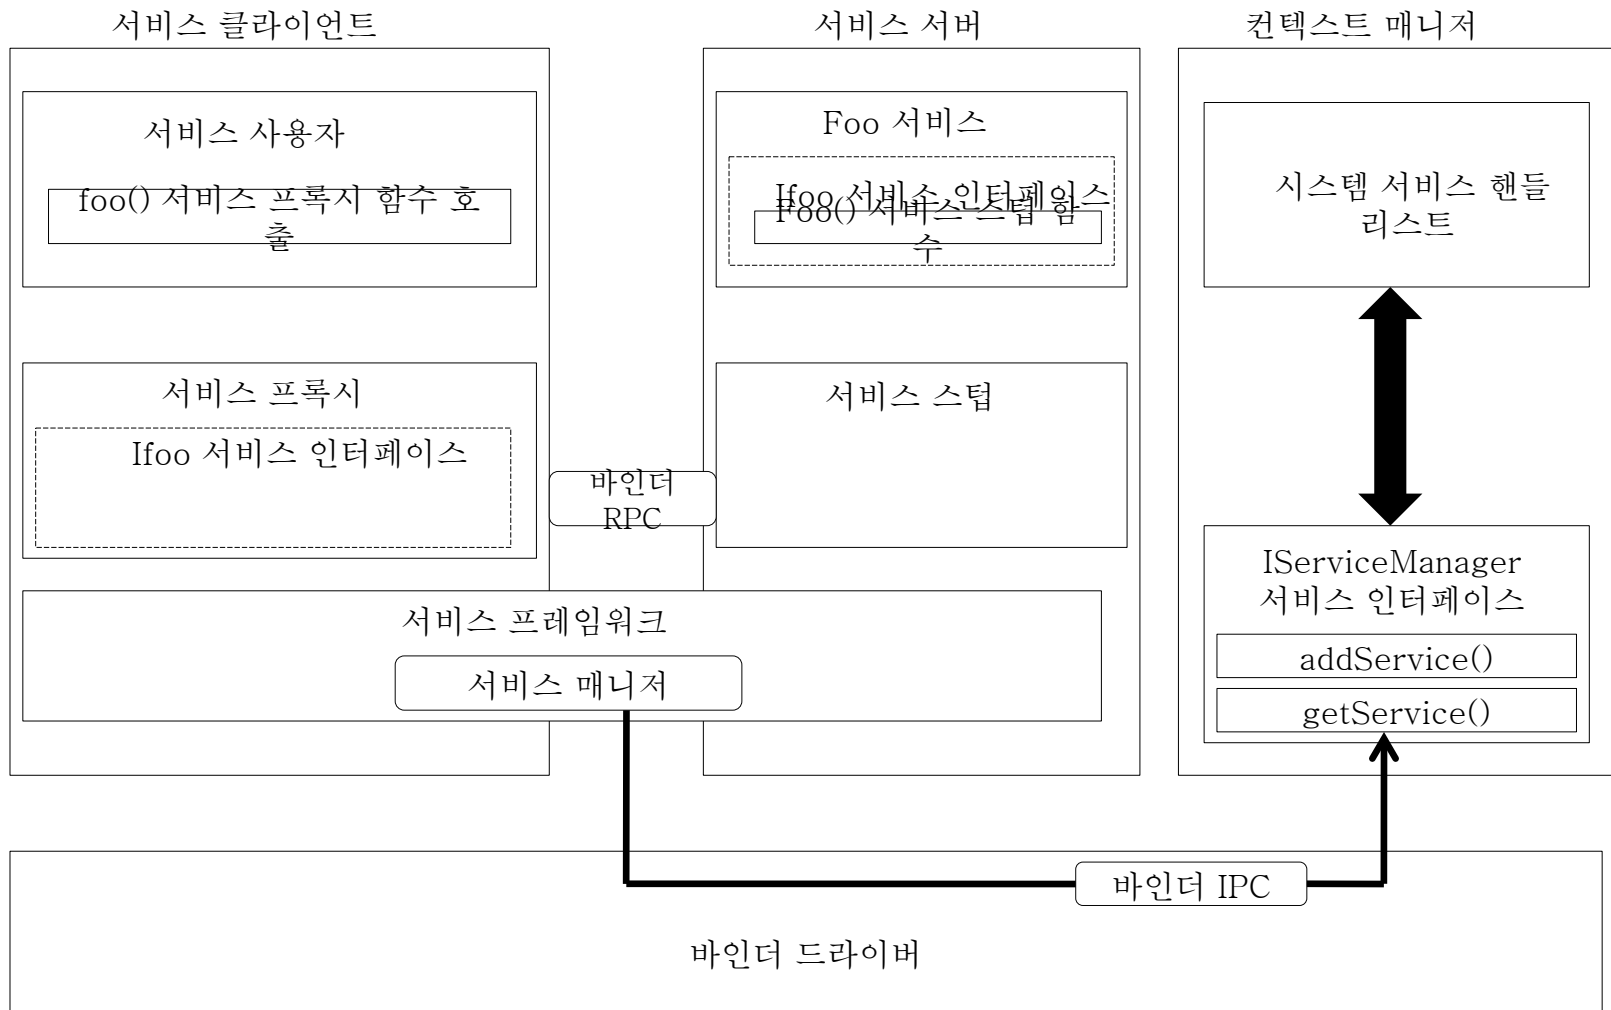 서비스 클라이언트
서비스 서버
컨텍스트 매니저
서비스 사용자
foo() 서비스 프록시 함수 호
출
Foo 서비스
Ifoo 서비스 인터페이스
Foo() 서비스 스텁 함
수
시스템 서비스 핸들
리스트
서비스 프록시
Ifoo 서비스 인터페이스
바인더
RPC
서비스 스텁
서비스 프레임워크
서비스 매니저
IServiceManager
서비스 인터페이스
addService()
getService()
바인더 IPC
바인더 드라이버